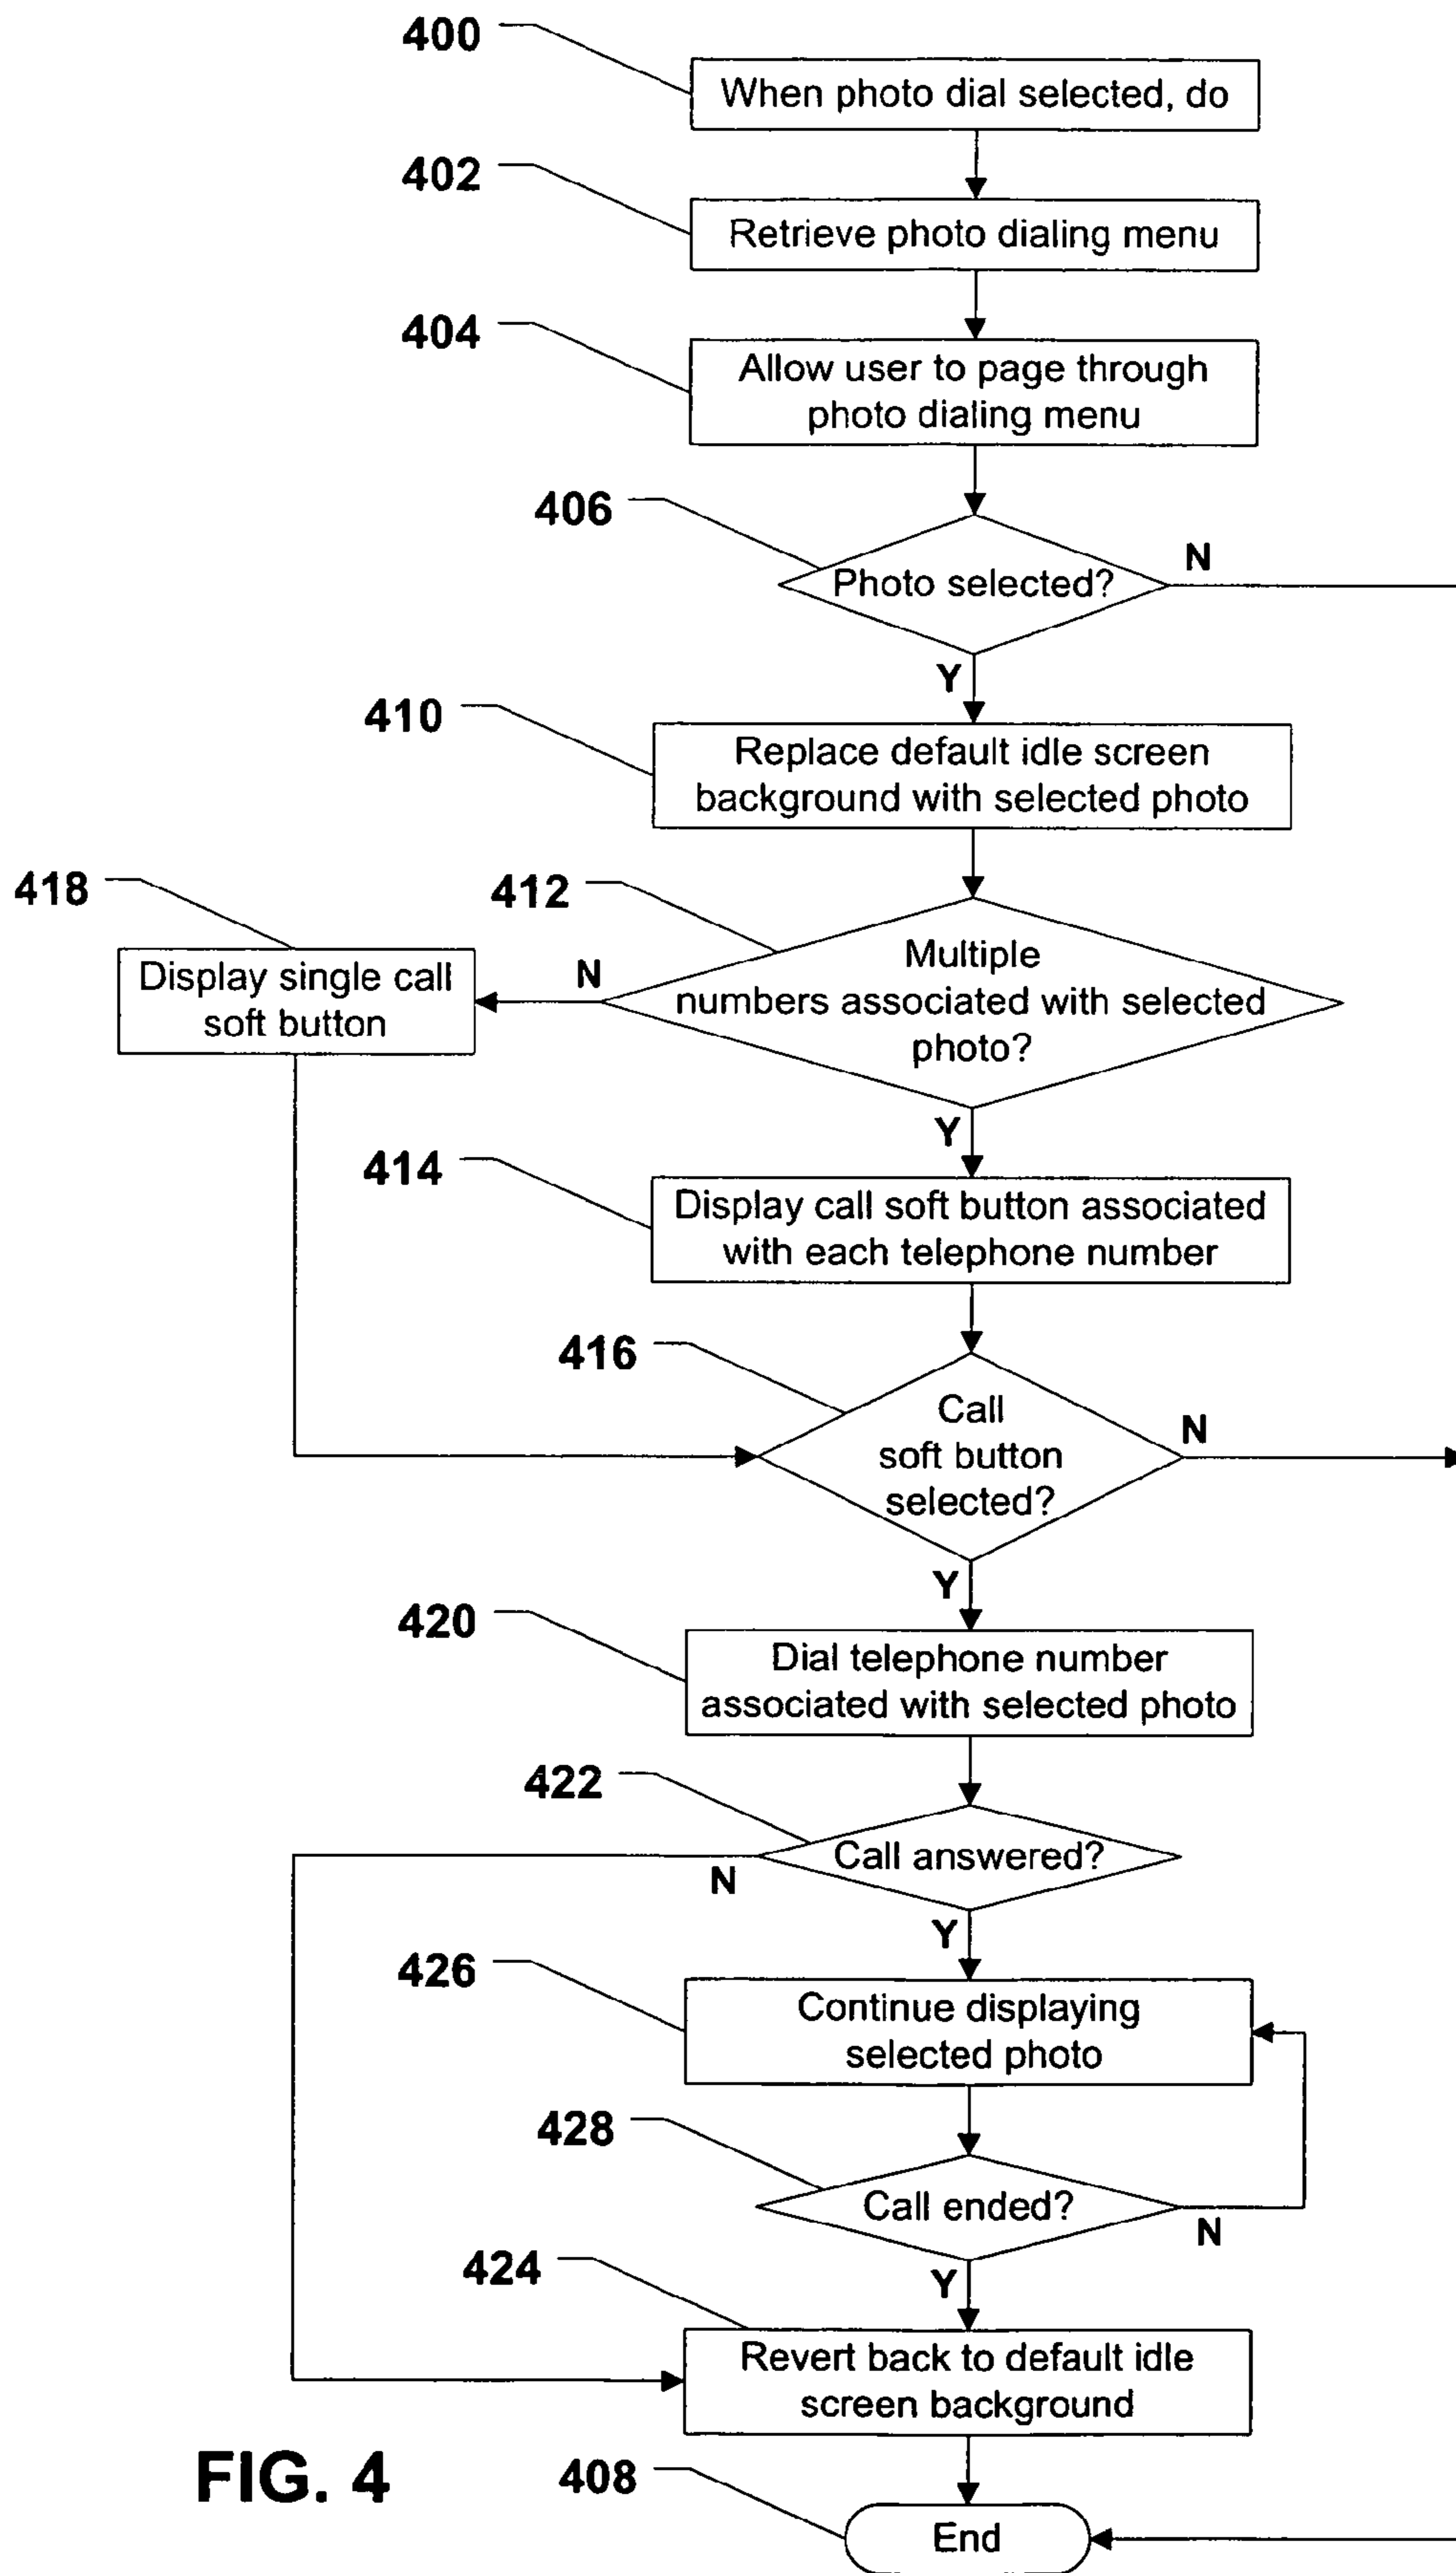 400
When photo dial selected, do
402
Retrieve photo dialing menu
404
Allow user to page through
photo dialing menu
406
Photo selected?
N
Y
410
Replace default idle screen
background with selected photo
418
412
Display single call
soft button
N
Multiple
numbers associated with selected
photo?
Y
414
Display call soft button associated
with each telephone number
416
Call
soft button
selected?
N
Y
420
Dial telephone number
associated with selected photo
422
Call answered?
N
Y
426
Continue displaying
selected photo
428
Call ended?
N
Y
424
Revert back to default idle
screen background
FIG. 4
408
End